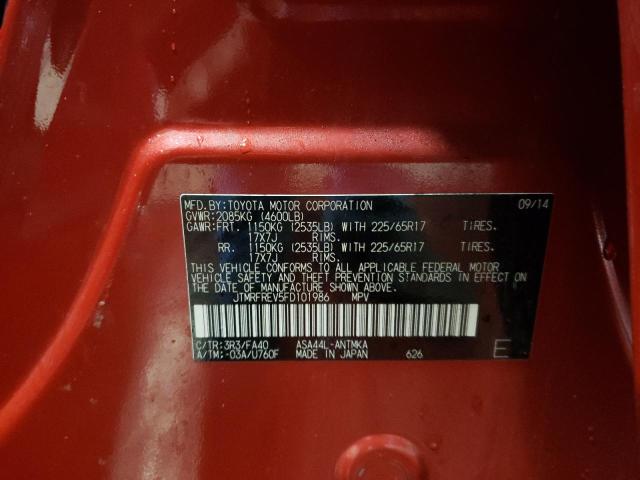 MFD.BY:TOYOTA MOTOR CORPORATION 09/14
GVWR:2085KG (4600LB)
GAWR:FRT. 1150KG (2535LB) WITH 225/65R17 TIRES.
17X7J RIMS.
RR. 1150KG (2535LB) WITH 225/65R17 TIRES.
17X7J RIMS.
THIS VEHICLE CONFORMS TO ALL APPLICABLE FEDERAL MOTOR
VEHICLE SAFETY AND THEFT PREVENTION STANDARDS IN EFFECT ON
THE DATE OF MANUFACTURE SHOWN ABOVE.
JTMRFREV5FD101986 MPV
C/TR:3R3/FA40 ASA44L-ANTMKA
A/TM:-03A/U760F MADE IN JAPAN 626 E